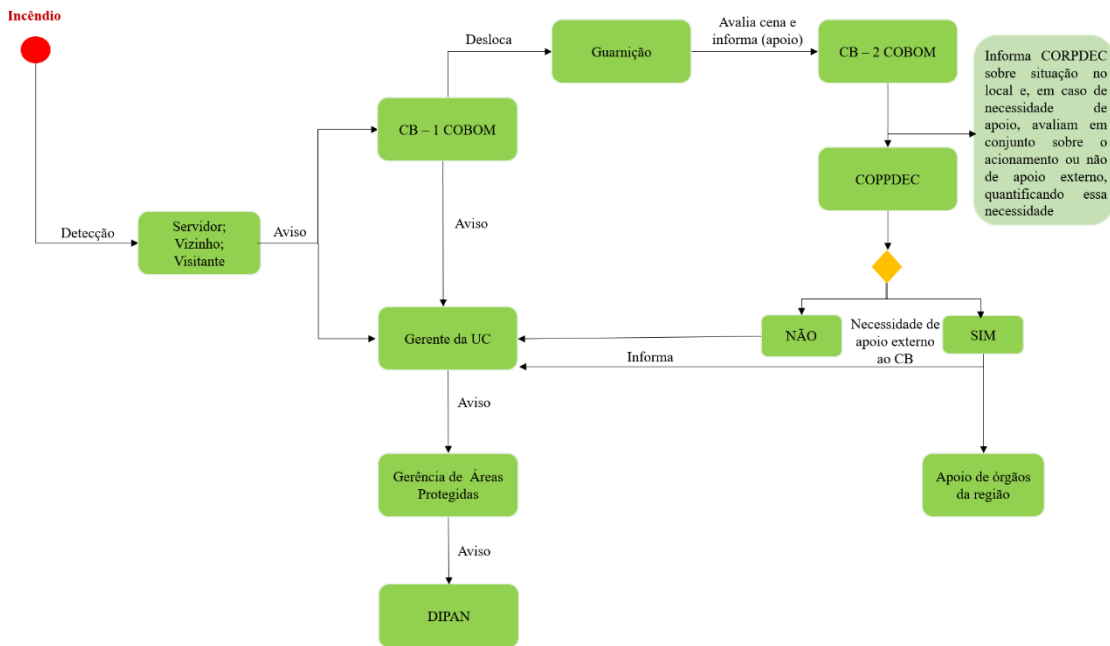 Incêndio
Detecção
Servidor;
Vizinho;
Visitante
Aviso
CB – 1 COBOM
Desloca
Guarnição
Avalia cena e
informa (apoio)
CB – 2 COBOM
Informa CORPDEC
sobre situação no
local e, em caso de
necessidade de
apoio, avaliam em
conjunto sobre o
acionamento ou não
de apoio externo,
quantificando essa
necessidade
COPPDEC
Aviso
Gerente da UC
NÃO
Necessidade de
apoio externo
ao CB
SIM
Informa
Aviso
Gerência de Áreas
Protegidas
Apoio de órgãos
da região
Aviso
DIPAN